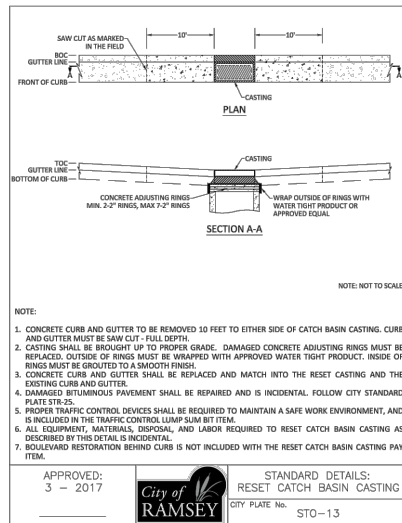 10'
10'
SAW CUT AS MARKED
IN THE FIELD
BOC
GUTTER LINE
A
A
FRONT OF CURB
CASTING
PLAN
TOC
GUTTER LINE
BOTTOM OF CURB
CASTING
CONCRETE ADJUSTING RINGS
MIN. 2-2" RINGS, MAX 7-2" RINGS
WRAP OUTSIDE OF RINGS WITH
WATER TIGHT PRODUCT OR
APPROVED EQUAL
SECTION A-A
NOTE: NOT TO SCALE
NOTE:
1. CONCRETE CURB AND GUTTER TO BE REMOVED 10 FEET TO EITHER SIDE OF CATCH BASIN CASTING. CURB
AND GUTTER MUST BE SAW CUT - FULL DEPTH.
2. CASTING SHALL BE BROUGHT UP TO PROPER GRADE. DAMAGED CONCRETE ADJUSTING RINGS MUST BE
REPLACED. OUTSIDE OF RINGS MUST BE WRAPPED WITH APPROVED WATER TIGHT PRODUCT. INSIDE OF
RINGS MUST BE GROUTED TO A SMOOTH FINISH.
3. CONCRETE CURB AND GUTTER SHALL BE REPLACED AND MATCH INTO THE RESET CASTING AND THE
EXISTING CURB AND GUTTER.
4. DAMAGED BITUMINOUS PAVEMENT SHALL BE REPAIRED AND IS INCIDENTAL. FOLLOW CITY STANDARD
PLATE STR-25.
5. PROPER TRAFFIC CONTROL DEVICES SHALL BE REQUIRED TO MAINTAIN A SAFE WORK ENVIRONMENT, AND
IS INCLUDED IN THE TRAFFIC CONTROL LUMP SUM BIT ITEM.
6. ALL EQUIPMENT, MATERIALS, DISPOSAL, AND LABOR REQUIRED TO RESET CATCH BASIN CASTING AS
DESCRIBED BY THIS DETAIL IS INCIDENTAL.
7. BOULEVARD RESTORATION BEHIND CURB IS NOT INCLUDED WITH THE RESET CATCH BASIN CASTING PAY
ITEM.
APPROVED:
3 - 2017
City of
RAMSEY
STANDARD DETAILS:
RESET CATCH BASIN CASTING
CITY PLATE No.
STO-13